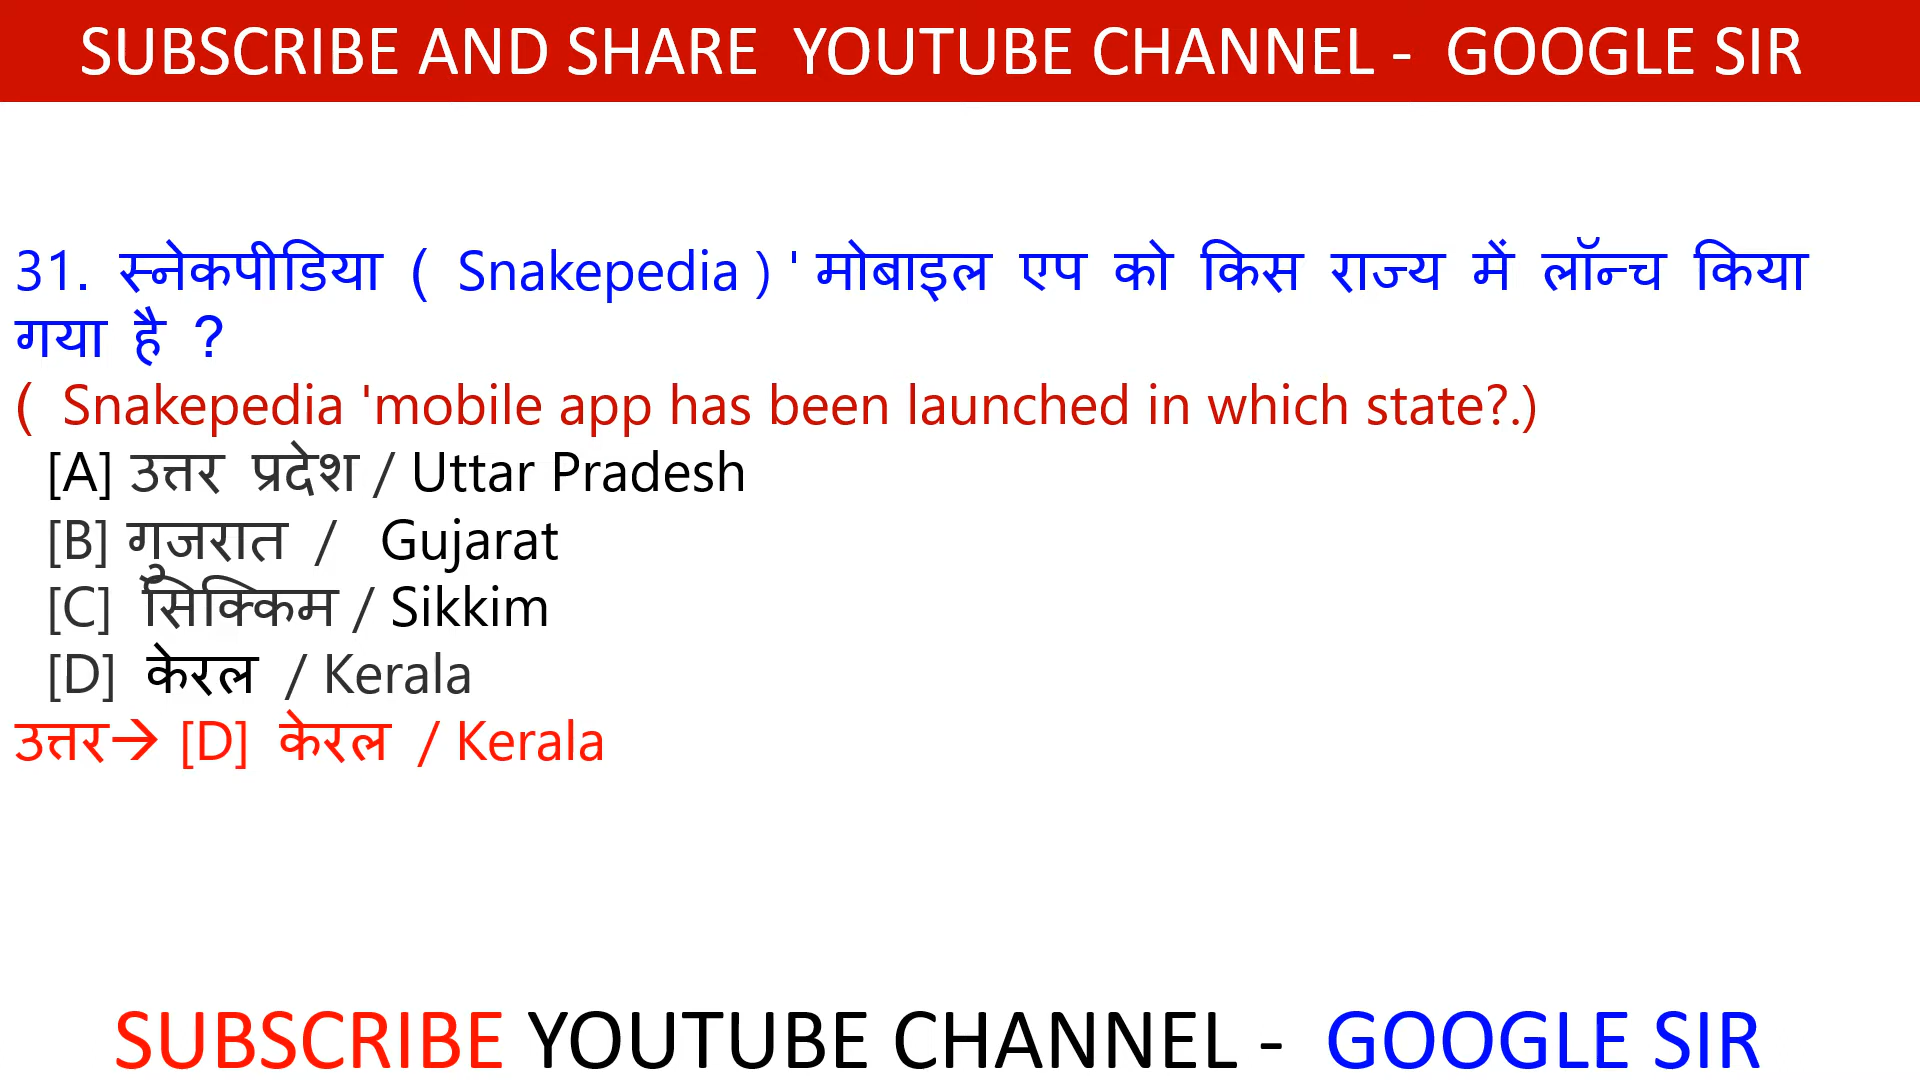 SUBSCRIBE AND SHARE YOUTUBE CHANNEL - GOOGLE SIR
31. स्नेकपीडिया ( Snakepedia ) ' मोबाइल एप को किस राज्य में लॉन्च किया
गया है ?
( Snakepedia 'mobile app has been launched in which state?.)
[A] उत्तर प्रदेश / Uttar Pradesh
[B] गुजरात / Gujarat
[C] सिक्किम / Sikkim
[D] केरल / Kerala
उत्तर→ [D] केरल / Kerala
SUBSCRIBE YOUTUBE CHANNEL - GOOGLE SIR